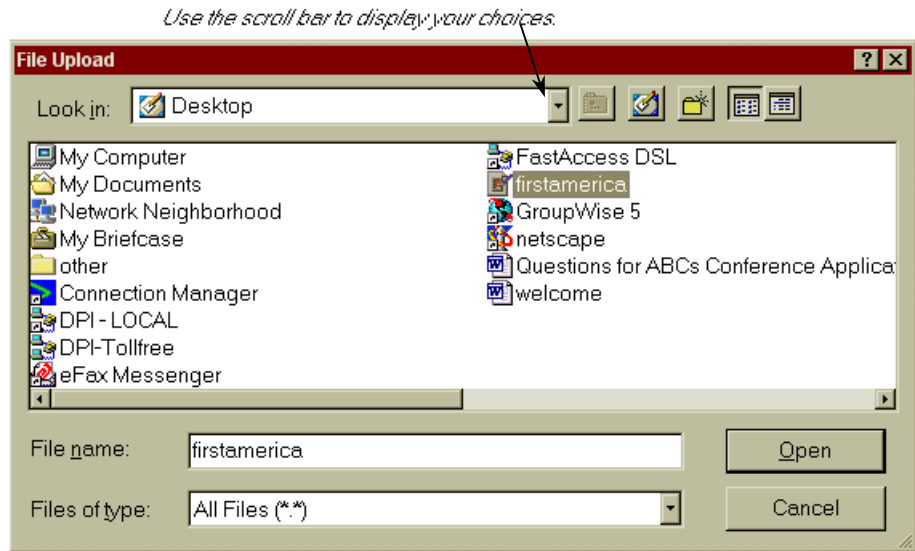 Use the scroll bar to display your choices.
File Upload
Look in: Desktop
My Computer
My Documents
Network Neighborhood
My Briefcase
other
Connection Manager
DPI - LOCAL
DPI-Tollfree
eFax Messenger
FastAccess DSL
firstamerica
GroupWise 5
netscape
Questions for ABCs Conference Applica
welcome
File name: firstamerica Open
Files of type: All Files (*.*) Cancel